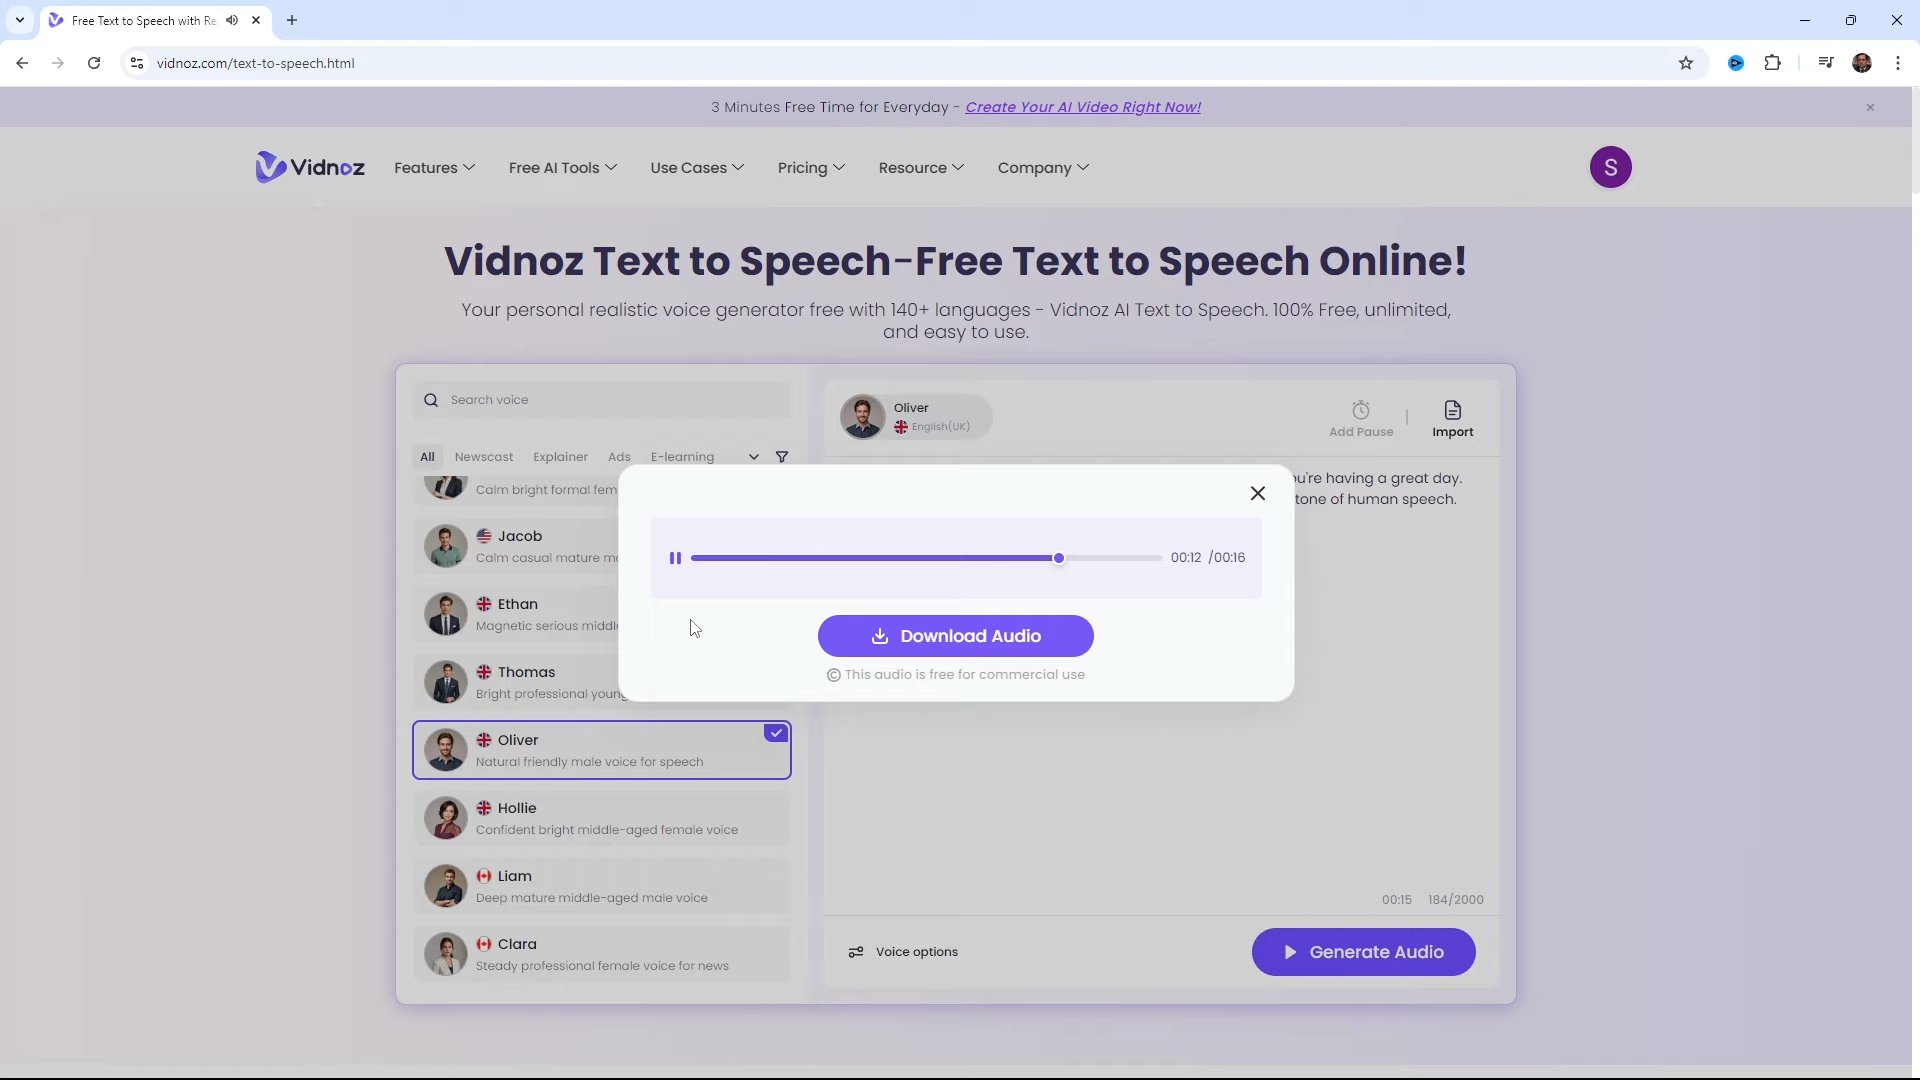 Free Text to Speech with Re
vidnoz.com/text-to-speech.html
3 Minutes Free Time for Everyday - Create Your AI Video Right Now!
Vidnoz
Features
Free AI Tools
Use Cases
Pricing
Resource
Company
S
Vidnoz Text to Speech-Free Text to Speech Online!
Your personal realistic voice generator free with 140+ languages - Vidnoz AI Text to Speech. 100% Free, unlimited,
and easy to use.
Search voice
All
Newscast
Explainer
Ads
E-learning
Calm bright formal fem
Jacob
Calm casual mature m
Ethan
Magnetic serious middl
Thomas
Bright professional young
Oliver
Natural friendly male voice for speech
Hollie
Confident bright middle-aged female voice
Liam
Deep mature middle-aged male voice
Clara
Steady professional female voice for news
Oliver
English(UK)
Add Pause
Import
u're having a great day.
tone of human speech.
00:12 /00:16
Download Audio
© This audio is free for commercial use
00:15 184/2000
Voice options
Generate Audio